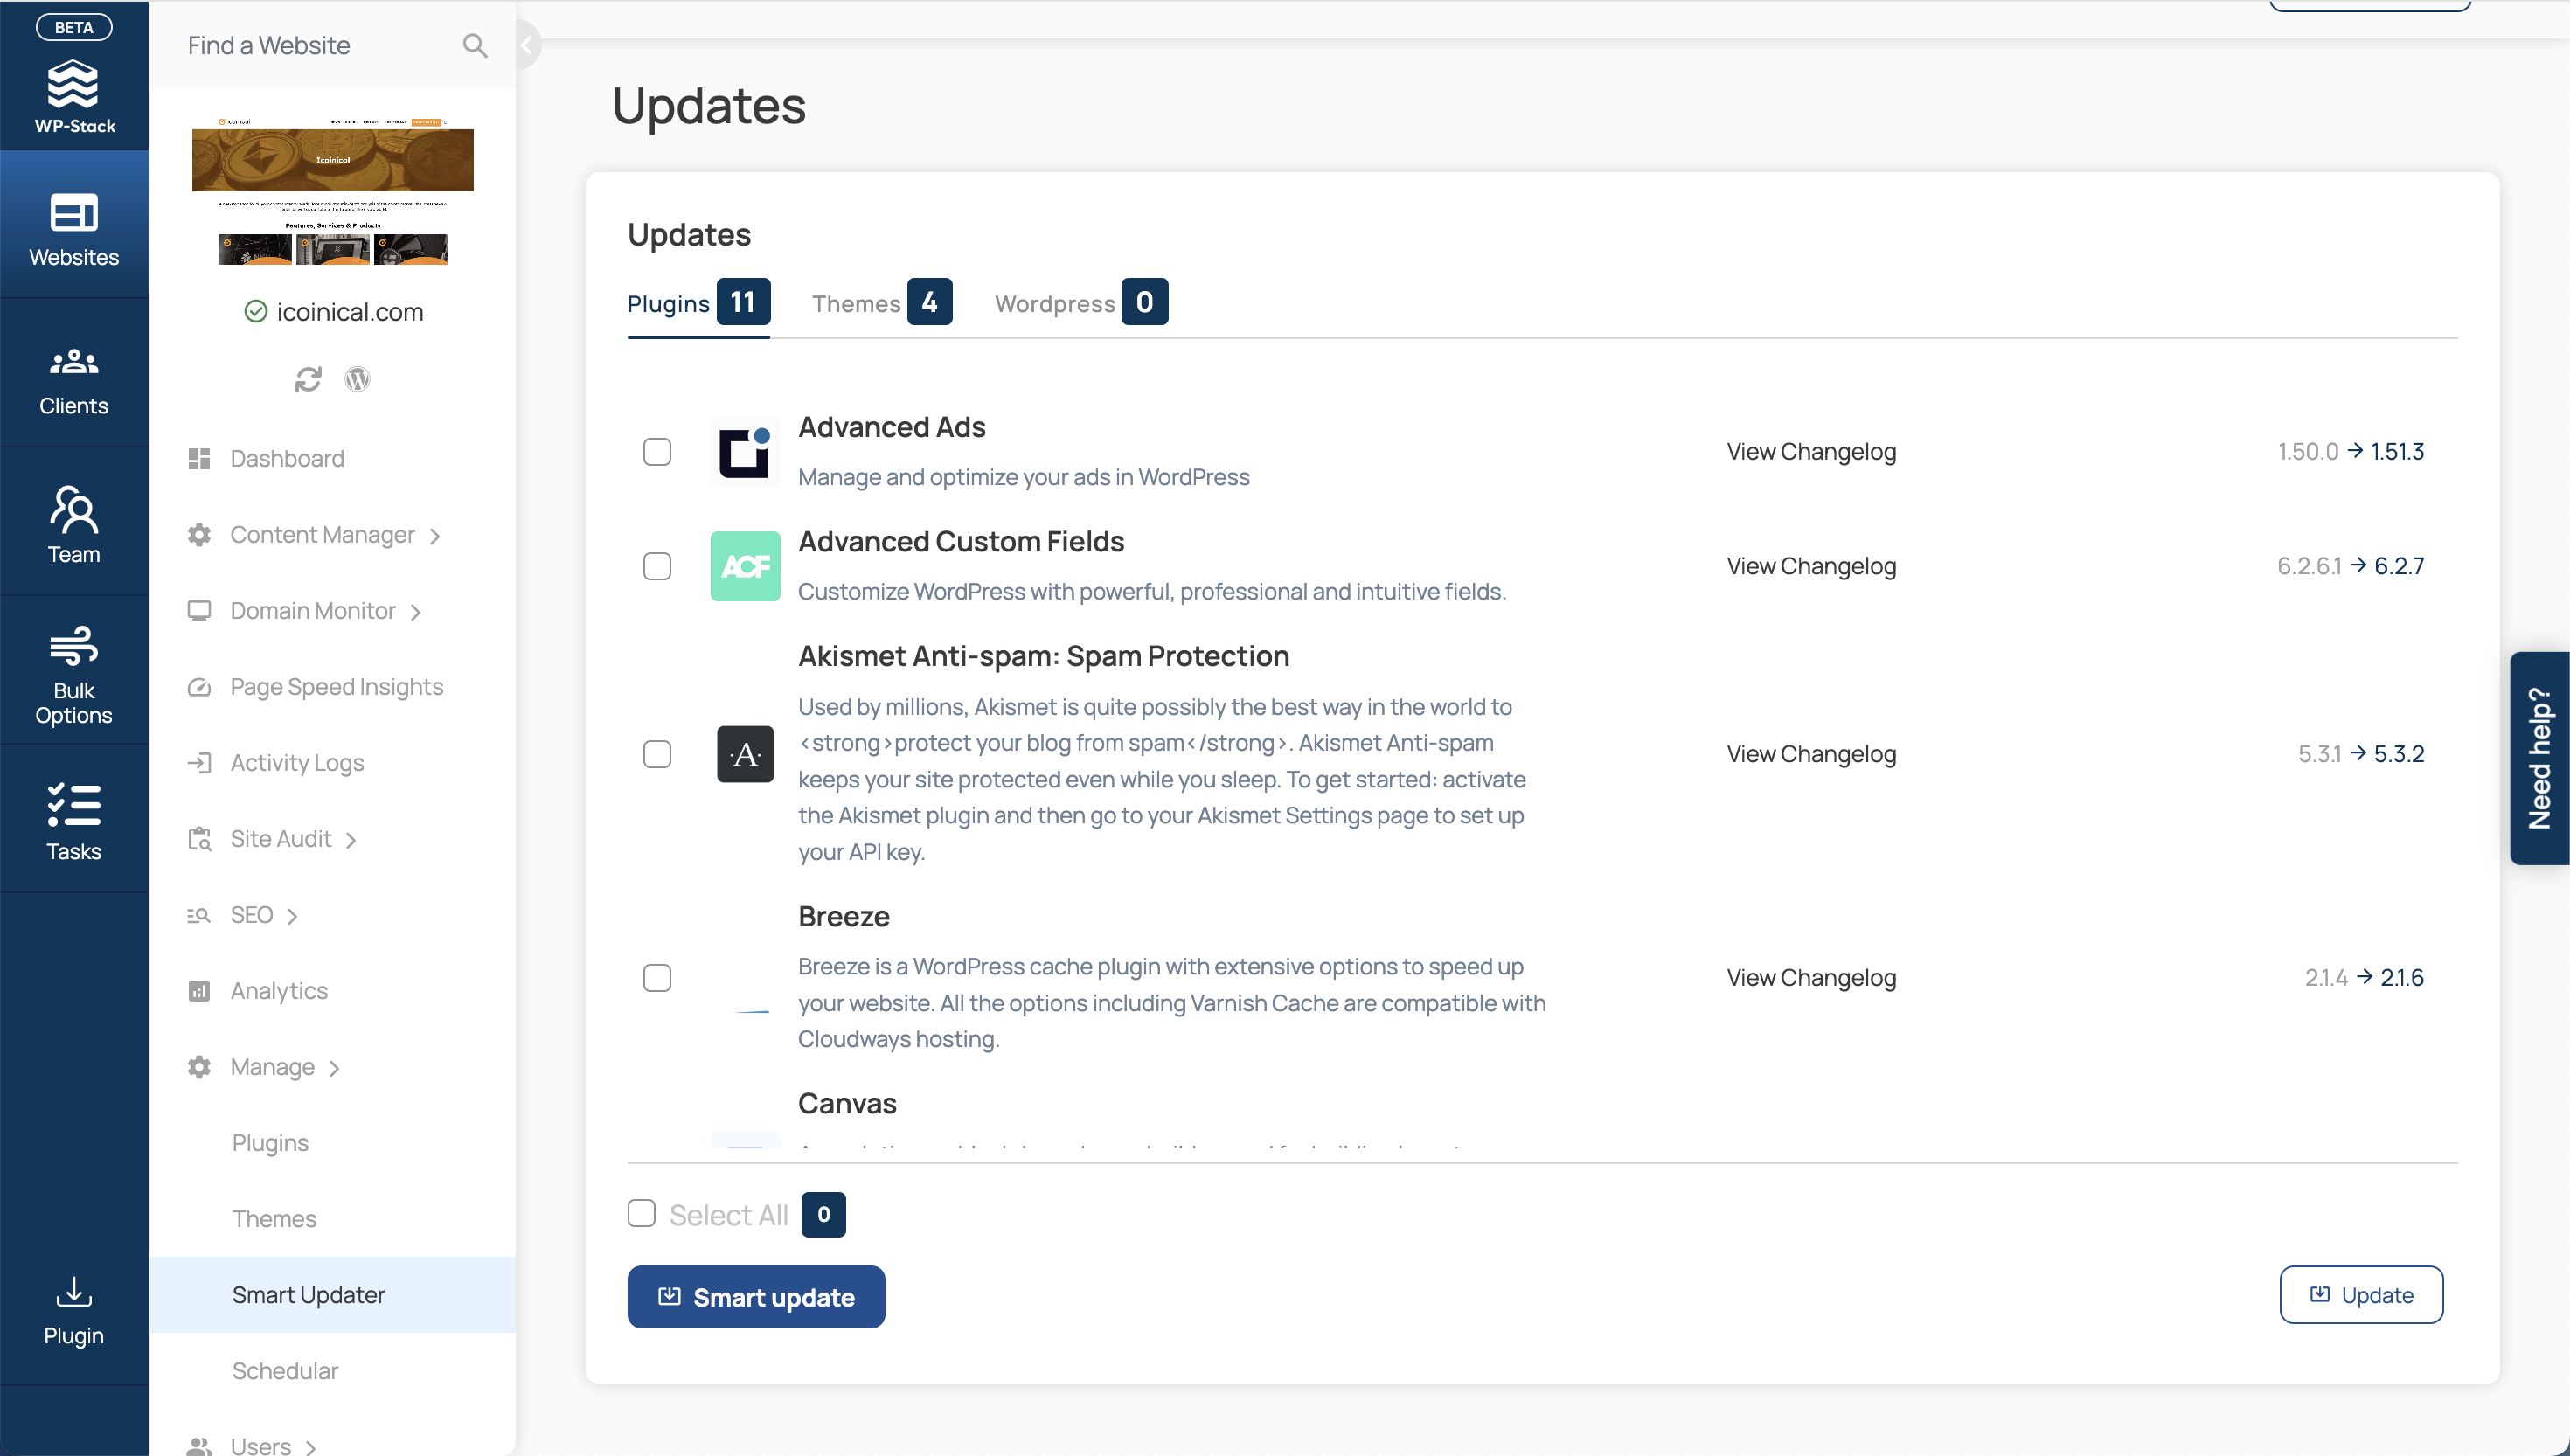 BETA
WP-Stack
Websites
Clients
Team
Bulk
Options
Tasks
Plugin
Find a Website
icoinical
Icoinical
Features, Services & Products
icoinical.com
Dashboard
Content Manager
Domain Monitor
Page Speed Insights
Activity Logs
Site Audit
SEO
Analytics
Manage
Plugins
Themes
Smart Updater
Schedular
Users
Updates
Updates
Plugins 11
Themes 4
Wordpress 0
Advanced Ads
Manage and optimize your ads in WordPress
View Changelog
1.50.0 → 1.51.3
ACF
Advanced Custom Fields
Customize WordPress with powerful, professional and intuitive fields.
View Changelog
6.2.6.1 → 6.2.7
·A·
Akismet Anti-spam: Spam Protection
Used by millions, Akismet is quite possibly the best way in the world to
<strong>protect your blog from spam</strong>. Akismet Anti-spam
keeps your site protected even while you sleep. To get started: activate
the Akismet plugin and then go to your Akismet Settings page to set up
your API key.
View Changelog
5.3.1 → 5.3.2
Breeze
Breeze is a WordPress cache plugin with extensive options to speed up
your website. All the options including Varnish Cache are compatible with
Cloudways hosting.
View Changelog
2.1.4 → 2.1.6
Canvas
Select All 0
Smart update
Update
Need help?